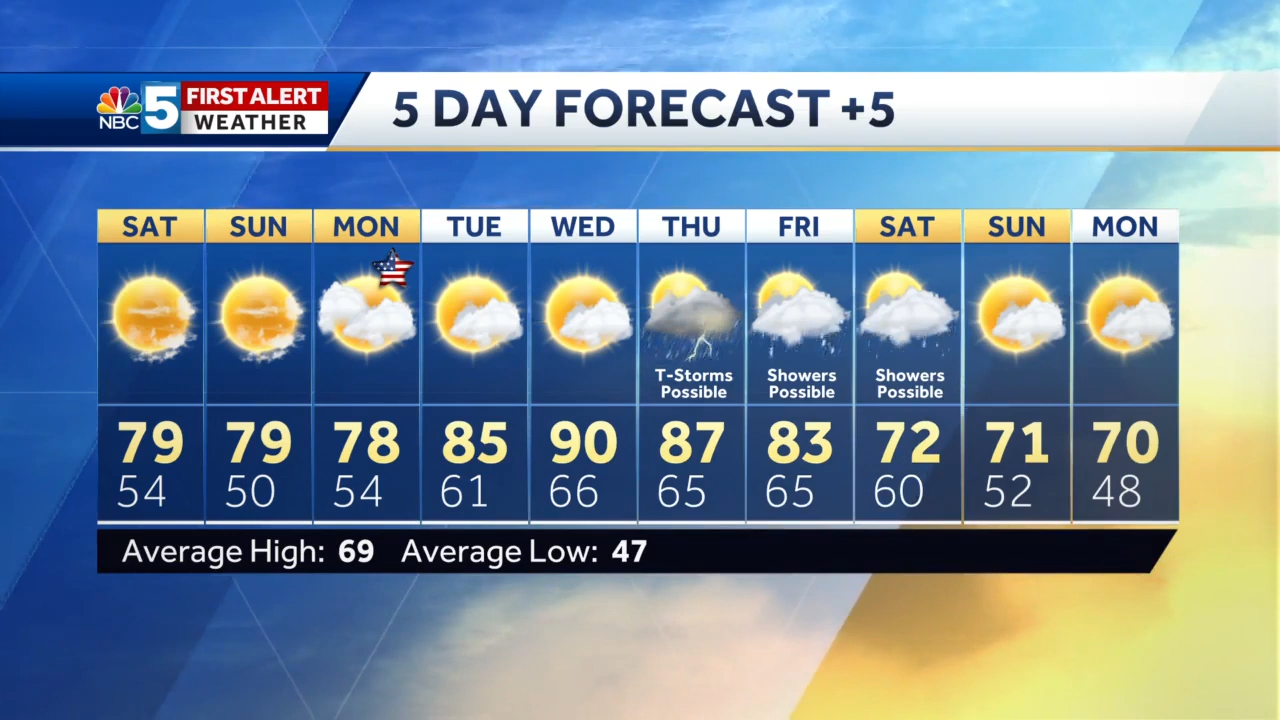 NBC 5 FIRST ALERT WEATHER
5 DAY FORECAST +5
SAT SUN MON TUE WED THU FRI SAT SUN MON
T-Storms Possible Showers Possible Showers Possible
79 79 78 85 90 87 83 72 71 70
54 50 54 61 66 65 65 60 52 48
Average High: 69 Average Low: 47